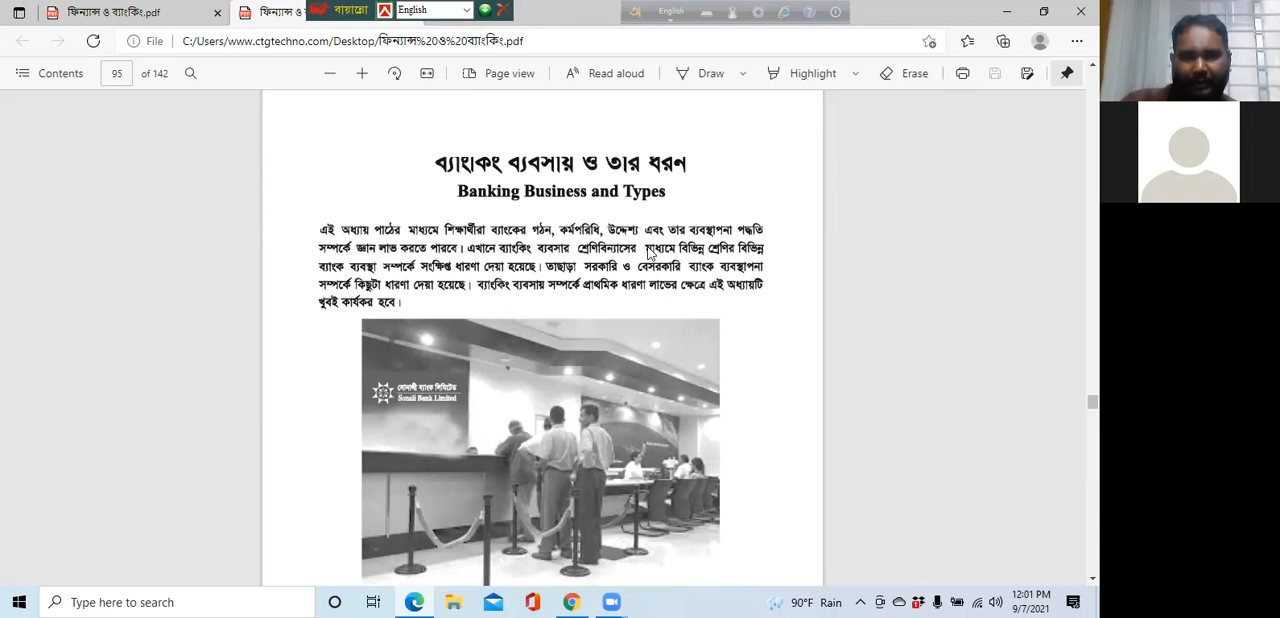 ফিন্যান্স ও ব্যাংকিং.pdf
বায়ান্নো
English
English
File
C:/Users/www.ctgtechno.com/Desktop/ফিন্যান্স%20ও%20ব্যাংকিং.pdf
Contents
95
of 142
Page view
Read aloud
Draw
Highlight
Erase
ব্যাংকিং ব্যবসায় ও তার ধরন
Banking Business and Types
এই অধ্যায় পাঠের মাধ্যমে শিক্ষার্থীরা ব্যাংকের গঠন, কর্মপরিধি, উদ্দেশ্য এবং তার ব্যবস্থাপনা পদ্ধতি
সম্পর্কে জ্ঞান লাভ করতে পারবে। এখানে ব্যাংকিং ব্যবসার শ্রেণিবিন্যাসের মাধ্যমে বিভিন্ন শ্রেণির বিভিন্ন
ব্যাংক ব্যবস্থা সম্পর্কে সংক্ষিপ্ত ধারণা দেয়া হয়েছে। তাছাড়া সরকারি ও বেসরকারি ব্যাংক ব্যবস্থাপনা
সম্পর্কে কিছুটা ধারণা দেয়া হয়েছে। ব্যাংকিং ব্যবসায় সম্পর্কে প্রাথমিক ধারণা লাভের ক্ষেত্রে এই অধ্যায়টি
খুবই কার্যকর হবে।
সোনালী ব্যাংক লিমিটেড
Sonali Bank Limited
Type here to search
90°F Rain
12:01 PM
9/7/2021